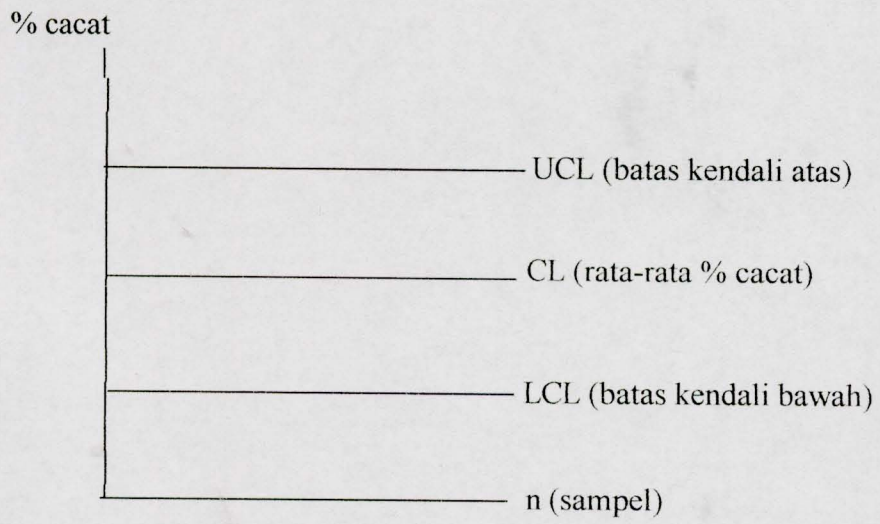 % cacat
UCL (batas kendali atas)
CL (rata-rata % cacat)
LCL (batas kendali bawah)
n (sampel)